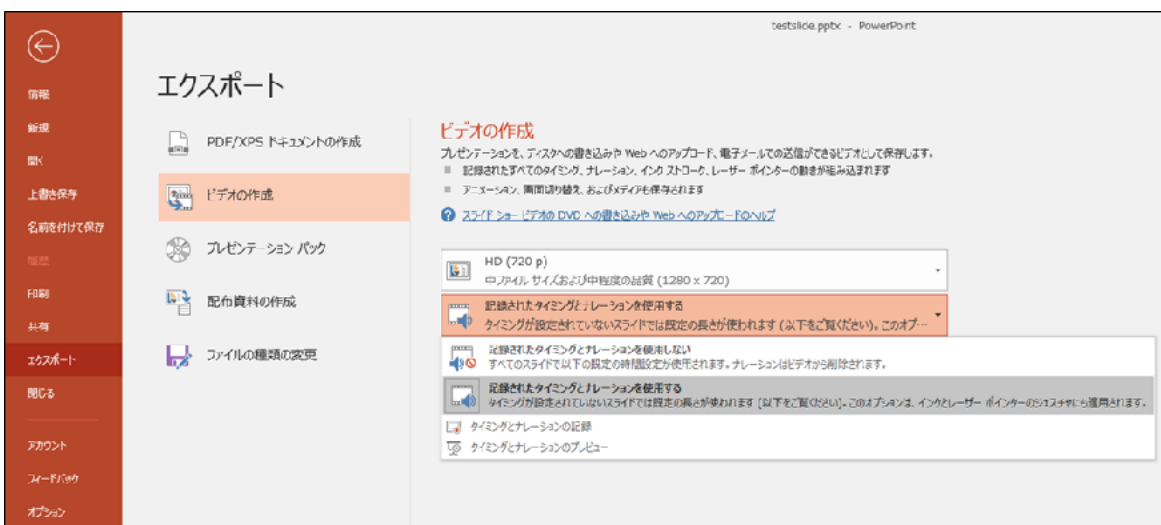 testslide.pptx - PowerPoint
情報
新規
開く
上書き保存
名前を付けて保存
履歴
印刷
共有
エクスポート
閉じる
アカウント
フィードバック
オプション
エクスポート
PDF/XPS ドキュメントの作成
ビデオの作成
プレゼンテーション パック
配布資料の作成
ファイルの種類の変更
ビデオの作成
プレゼンテーションを、ディスクへの書き込みや Web へのアップロード、電子メールでの送信ができるビデオとして保存します。
記録されたすべてのタイミング、ナレーション、インク ストローク、レーザー ポインターの動きが組み込まれます
アニメーション、画面切り替え、およびメディアも保存されます
スライド ショー ビデオの DVD への書き込みや Web へのアップロードのヘルプ
HD (720 p)
中ファイル サイズおよび中程度の品質 (1280 x 720)
記録されたタイミングとナレーションを使用する
タイミングが設定されていないスライドでは既定の長さが使われます (以下をご覧ください)。このオプ…
記録されたタイミングとナレーションを使用しない
すべてのスライドで以下の既定の時間設定が使用されます。ナレーションはビデオから削除されます。
記録されたタイミングとナレーションを使用する
タイミングが設定されていないスライドでは既定の長さが使われます [以下をご覧ください]。このオプションは、インクとレーザー ポインターのジェスチャにも適用されます。
タイミングとナレーションの記録
タイミングとナレーションのプレビュー